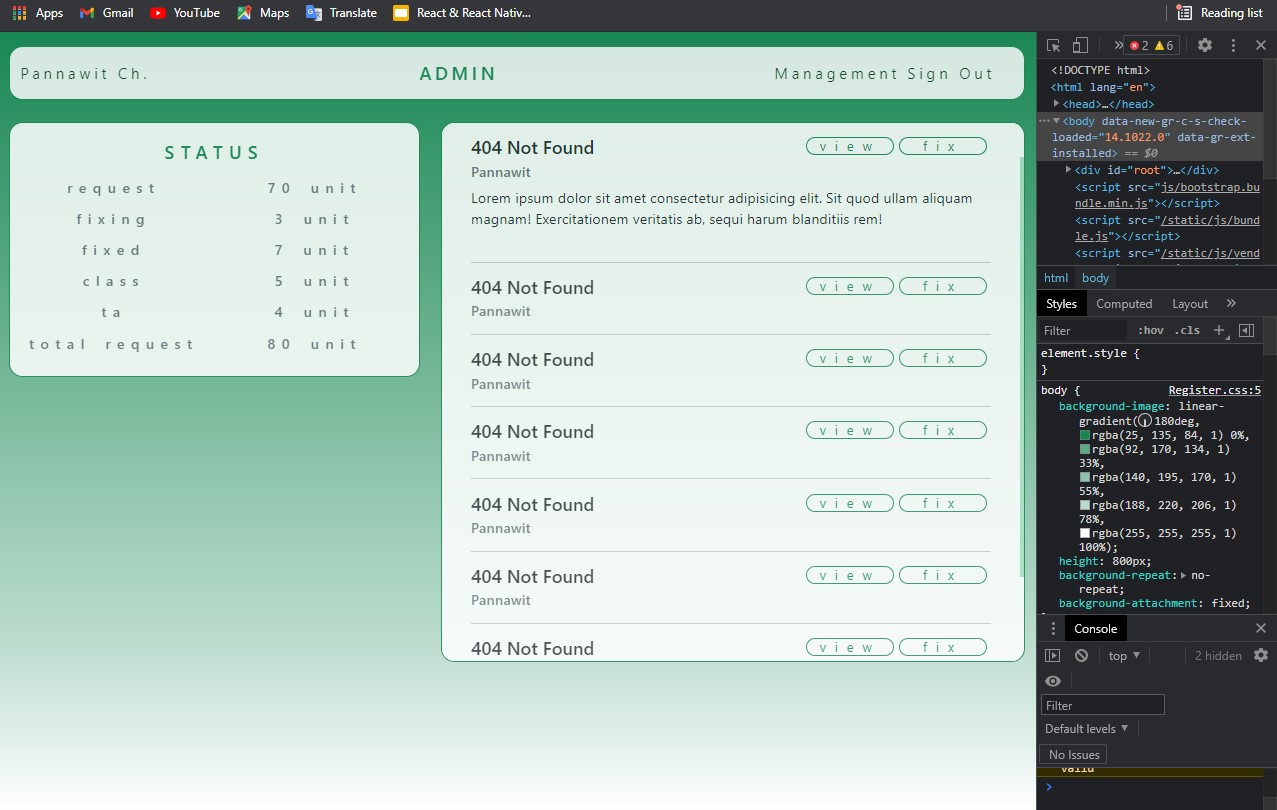 Apps Gmail YouTube Maps Translate React & React Nativ... Reading list
Pannawit Ch. ADMIN Management Sign Out
STATUS
request 70 unit
fixing 3 unit
fixed 7 unit
class 5 unit
ta 4 unit
total request 80 unit
404 Not Found view fix
Pannawit
Lorem ipsum dolor sit amet consectetur adipisicing elit. Sit quod ullam aliquam
magnam! Exercitationem veritatis ab, sequi harum blanditiis rem!
404 Not Found view fix
Pannawit
404 Not Found view fix
Pannawit
404 Not Found view fix
Pannawit
404 Not Found view fix
Pannawit
404 Not Found view fix
Pannawit
404 Not Found view fix
» 2 6
<!DOCTYPE html>
<html lang="en">
<head>…</head>
<body data-new-gr-c-s-check-
loaded="14.1022.0" data-gr-ext-
installed> == $0
<div id="root">…</div>
<script src="js/bootstrap.bu
ndle.min.js"></script>
<script src="/static/js/bund
le.js"></script>
<script src="/static/js/vend
html body
Styles Computed Layout »
Filter :hov .cls +
element.style {
}
body { Register.css:5
background-image: linear-
gradient(180deg,
rgba(25, 135, 84, 1) 0%,
rgba(92, 170, 134, 1)
33%,
rgba(140, 195, 170, 1)
55%,
rgba(188, 220, 206, 1)
78%,
rgba(255, 255, 255, 1)
100%);
height: 800px;
background-repeat: no-
repeat;
background-attachment: fixed;
Console
top 2 hidden
Filter
Default levels
No Issues
valid